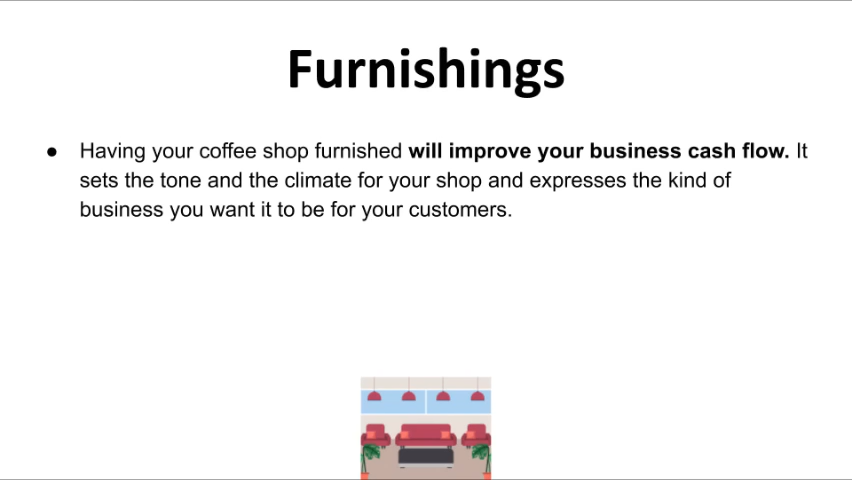 Furnishings
● Having your coffee shop furnished will improve your business cash flow. It
sets the tone and the climate for your shop and expresses the kind of
business you want it to be for your customers.